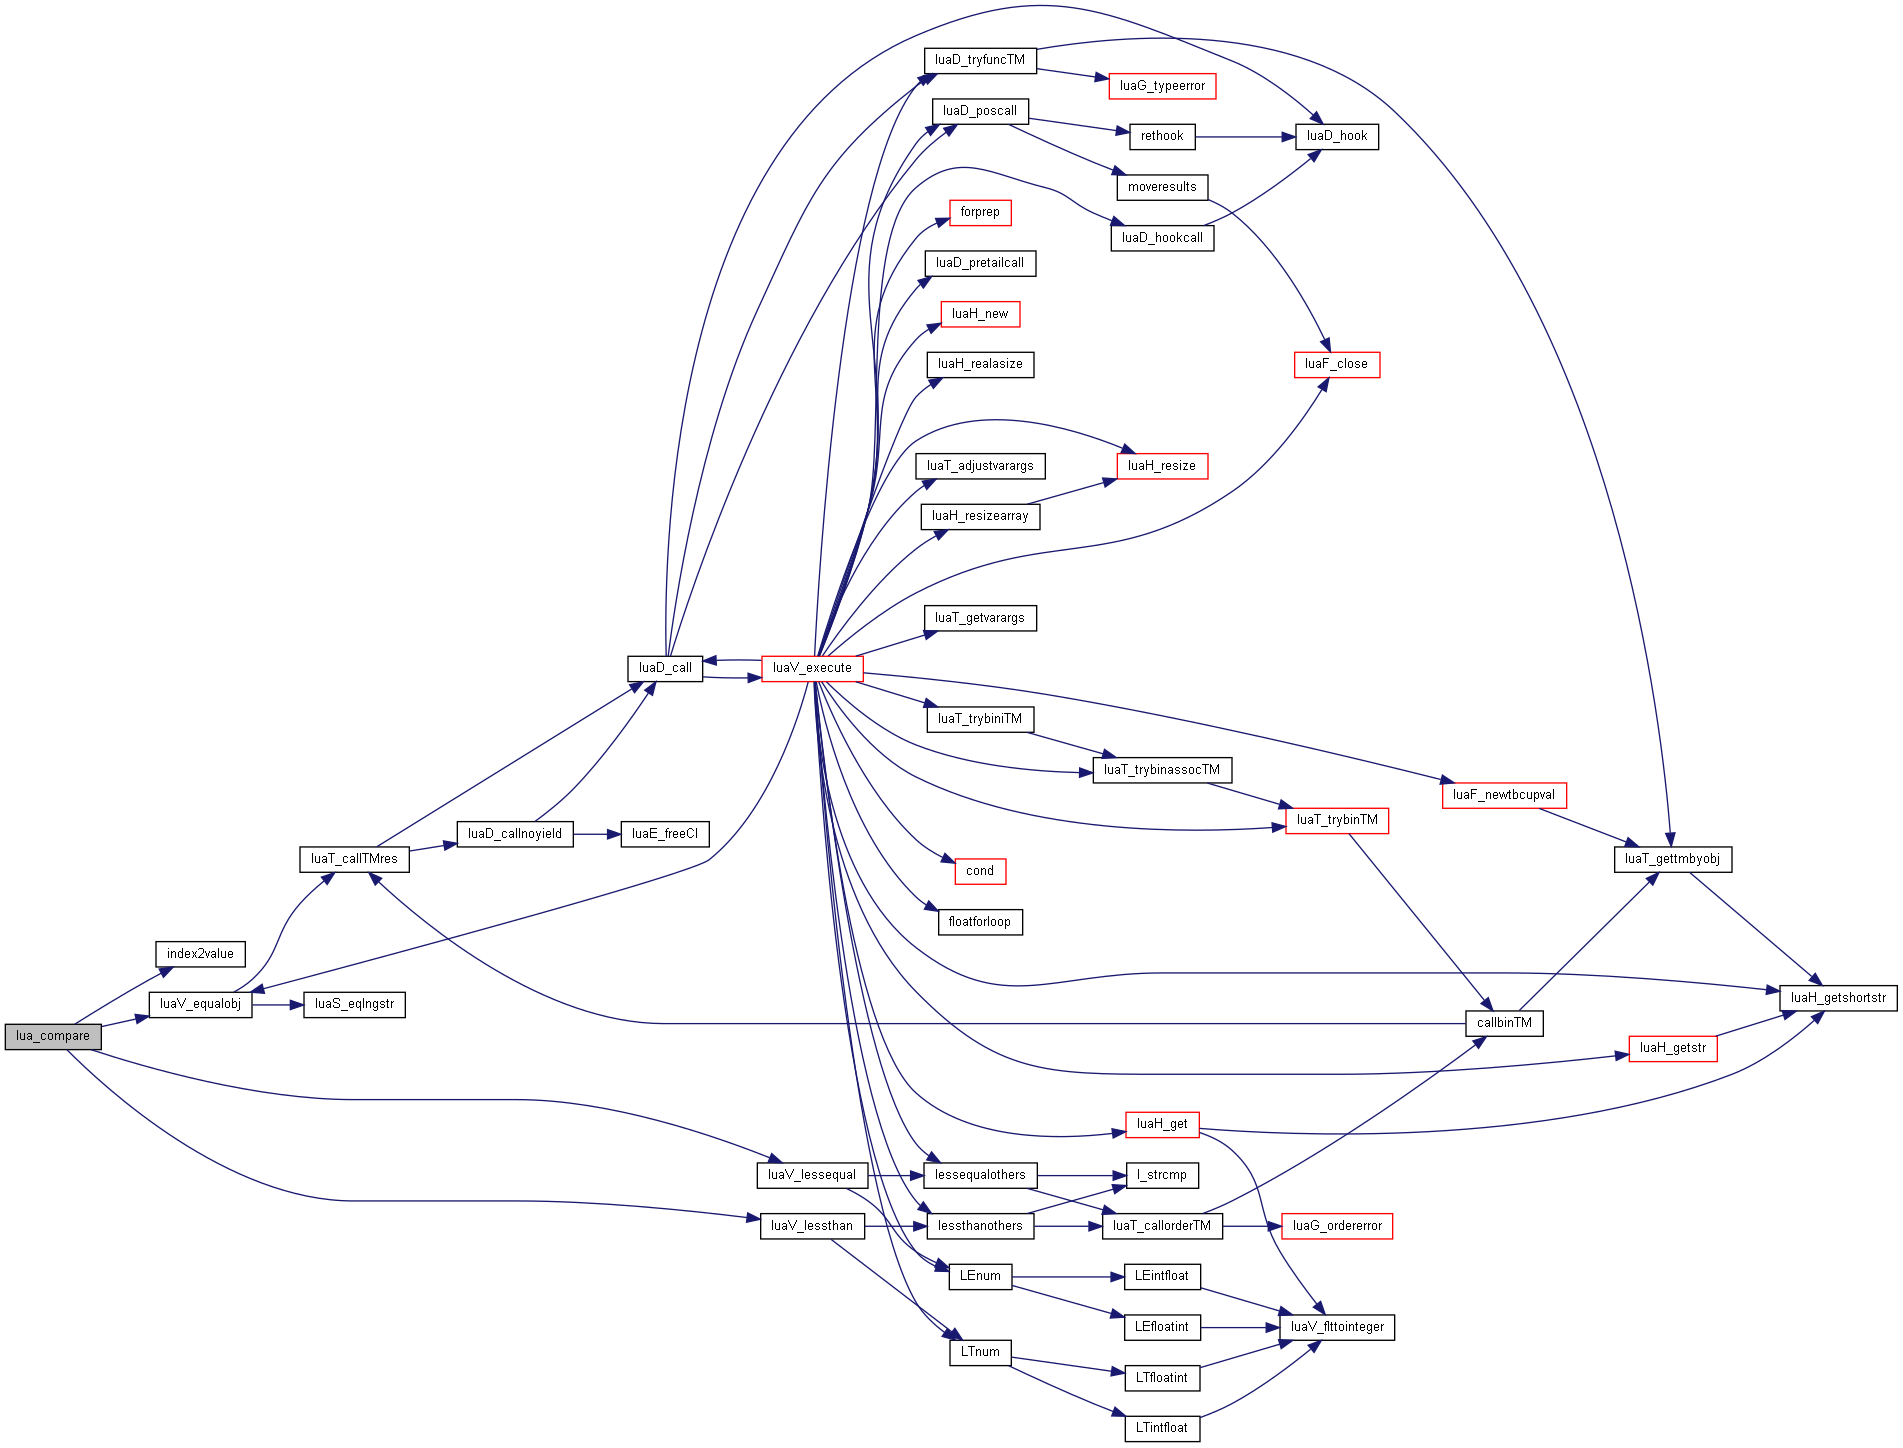 luaD_tryfuncTM
luaG_typeerror
luaD_poscall
rethook
luaD_hook
moveresults
forprep
luaD_hookcall
luaD_pretailcall
luaH_new
luaH_realasize
luaF_close
luaT_adjustvarargs
luaH_resize
luaH_resizearray
luaT_getvarargs
luaD_call
luaV_execute
luaT_trybiniTM
luaT_trybinassocTM
luaF_newtbcupval
luaT_trybinTM
luaD_callnoyield
luaE_freeCI
luaT_callTMres
luaT_gettmbyobj
cond
floatforloop
index2value
luaV_equalobj
luaS_eqlngstr
luaH_getshortstr
callbinTM
lua_compare
luaH_getstr
luaH_get
luaV_lessequal
lessequalothers
l_strcmp
luaV_lessthan
lessthanothers
luaT_callorderTM
luaG_ordererror
LEnum
LEintfloat
LEfloatint
luaV_flttointeger
LTnum
LTfloatint
LTintfloat